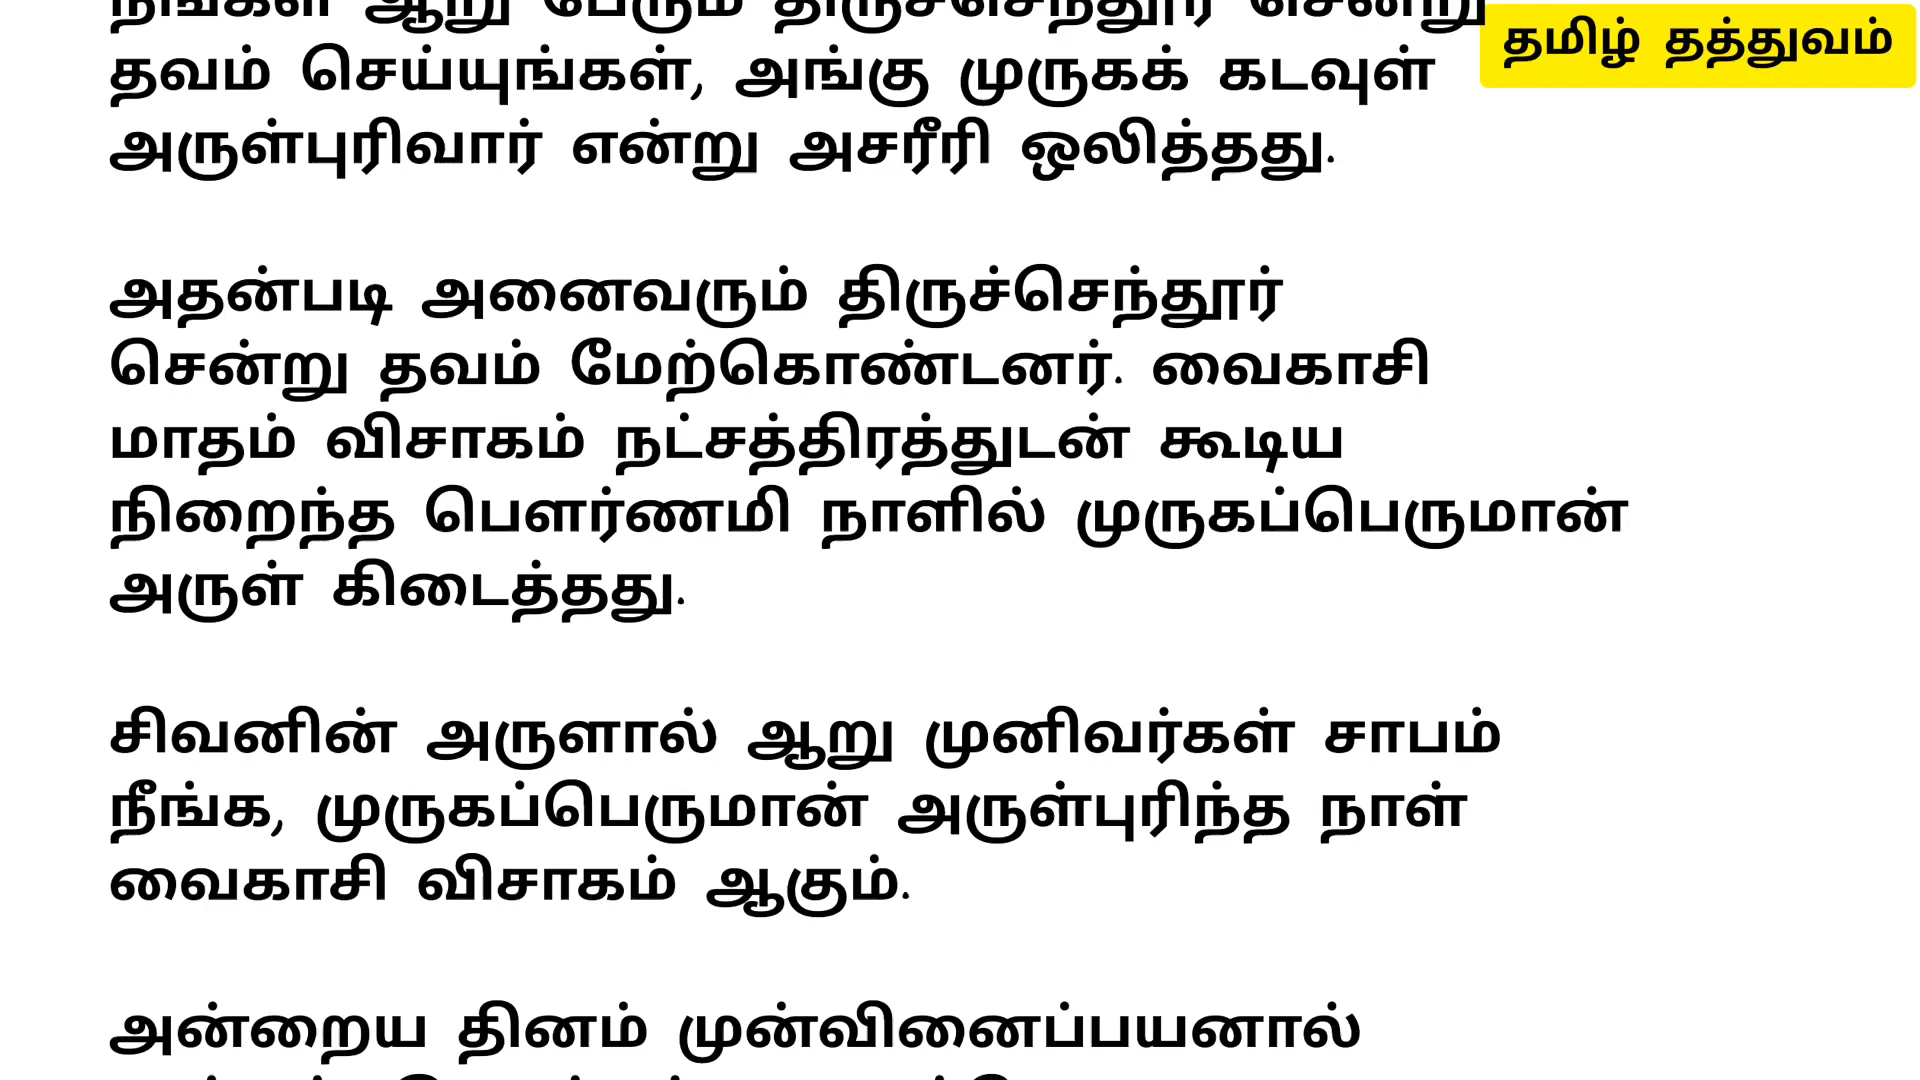 நீங்கள் ஆறு பேரும் திருச்செந்தூர் சென்று
தமிழ் தத்துவம்
தவம் செய்யுங்கள், அங்கு முருகக் கடவுள்
அருள்புரிவார் என்று அசரீரி ஒலித்தது.
அதன்படி அனைவரும் திருச்செந்தூர்
சென்று தவம் மேற்கொண்டனர். வைகாசி
மாதம் விசாகம் நட்சத்திரத்துடன் கூடிய
நிறைந்த பௌர்ணமி நாளில் முருகப்பெருமான்
அருள் கிடைத்தது.
சிவனின் அருளால் ஆறு முனிவர்கள் சாபம்
நீங்க, முருகப்பெருமான் அருள்புரிந்த நாள்
வைகாசி விசாகம் ஆகும்.
அன்றைய தினம் முன்வினைப்பயனால்